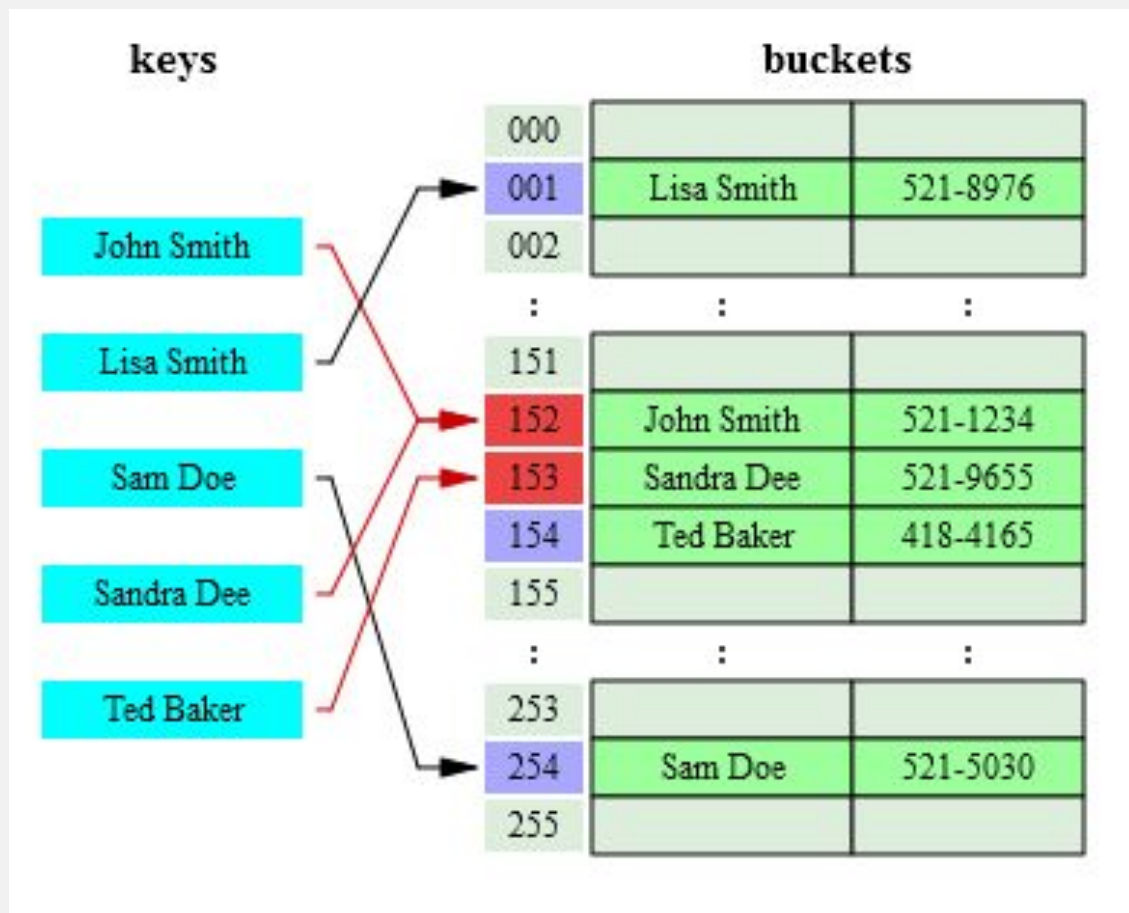 keys buckets
000
001 Lisa Smith 521-8976
John Smith 002
: : :
Lisa Smith 151
152 John Smith 521-1234
Sam Doe 153 Sandra Dee 521-9655
154 Ted Baker 418-4165
Sandra Dee 155
: : :
Ted Baker 253
254 Sam Doe 521-5030
255